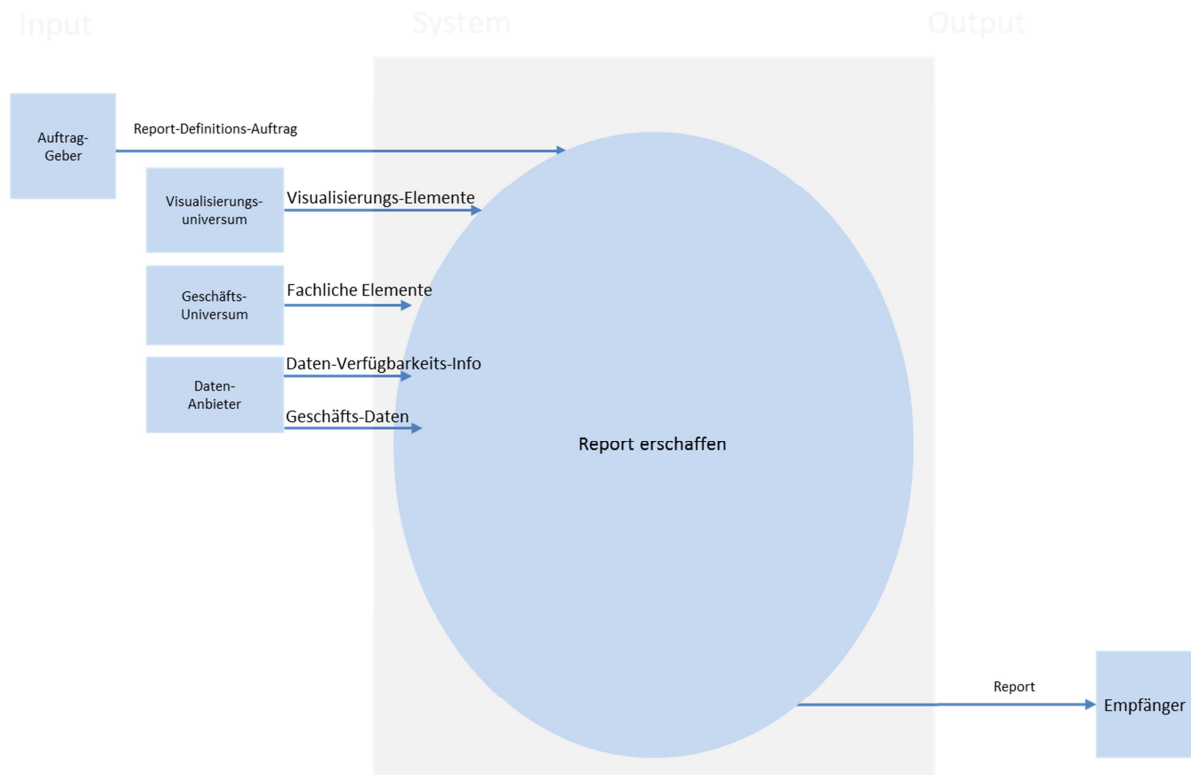 Input
System
Output
Auftrag-
Geber
Report-Definitions-Auftrag
Visualisierungs-
universum
Visualisierungs-Elemente
Geschäfts-
Universum
Fachliche Elemente
Daten-
Anbieter
Daten-Verfügbarkeits-Info
Geschäfts-Daten
Report erschaffen
Report
Empfänger